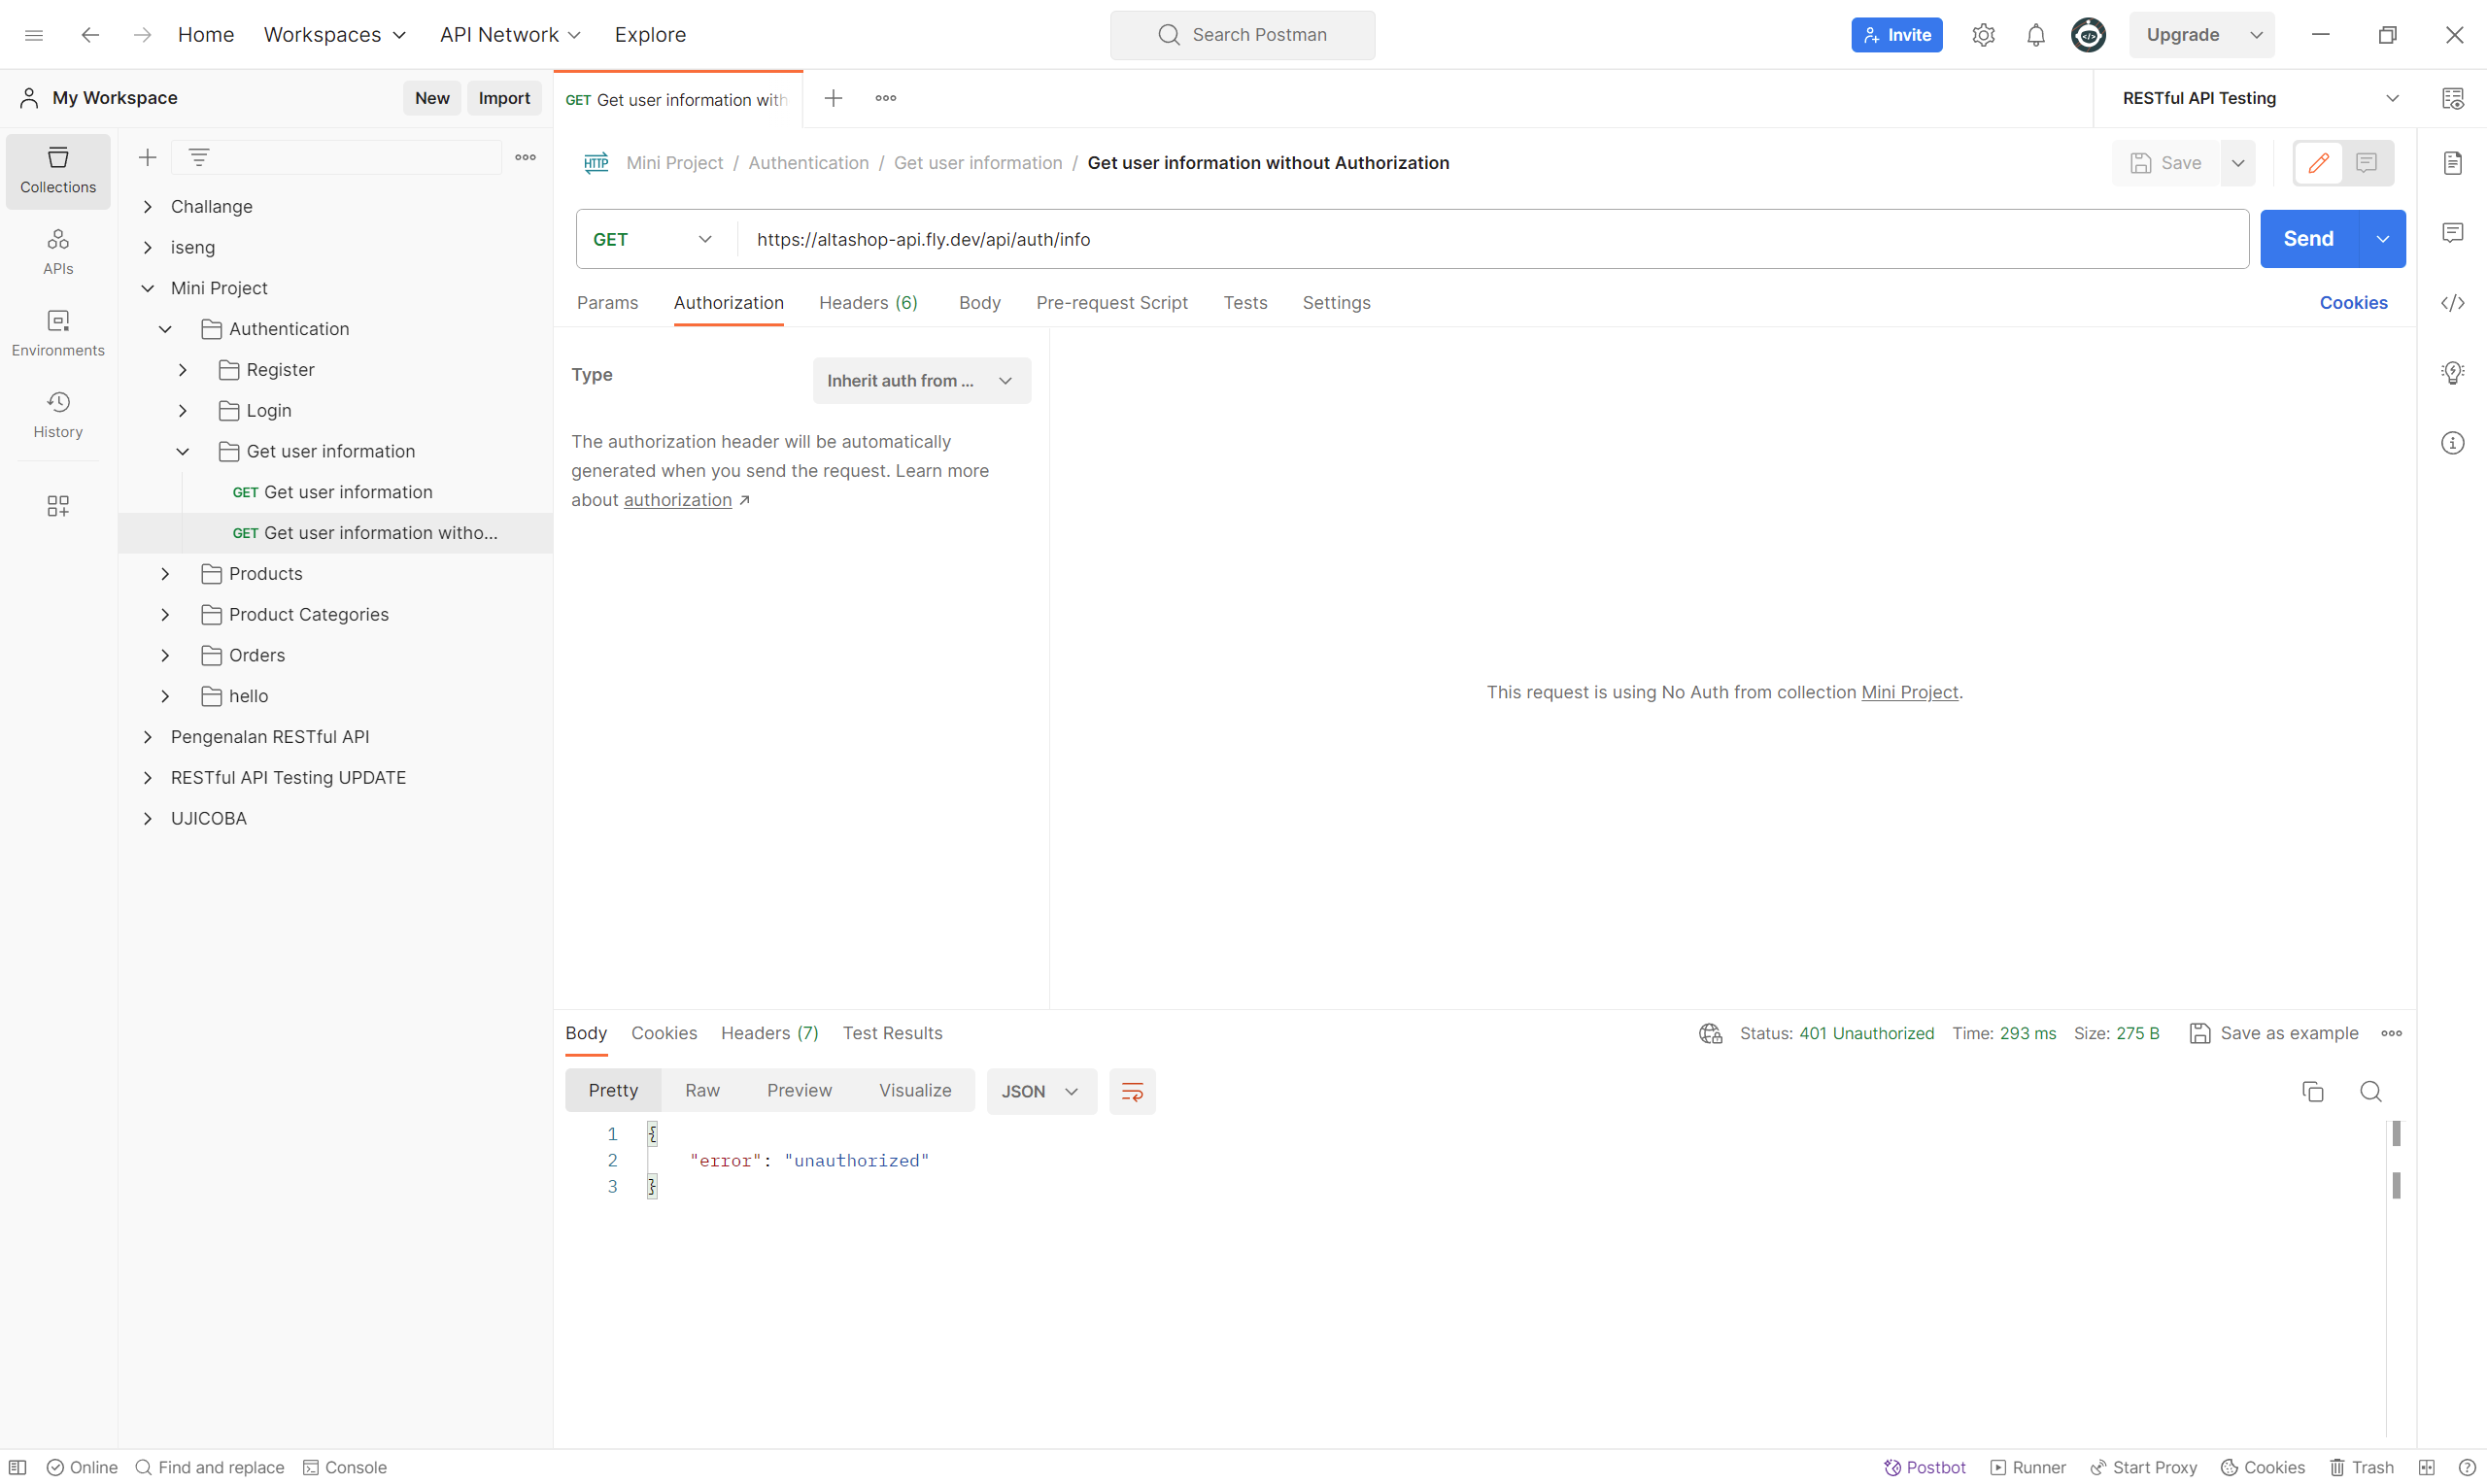 Home Workspaces API Network Explore Search Postman Invite Upgrade
My Workspace New Import GET Get user information with RESTful API Testing
Collections
APIs
Environments
History
Challange
iseng
Mini Project
Authentication
Register
Login
Get user information
GET Get user information
GET Get user information witho...
Products
Product Categories
Orders
hello
Pengenalan RESTful API
RESTful API Testing UPDATE
UJICOBA
HTTP Mini Project / Authentication / Get user information / Get user information without Authorization Save
GET https://altashop-api.fly.dev/api/auth/info Send
Params Authorization Headers (6) Body Pre-request Script Tests Settings Cookies
Type Inherit auth from ...
The authorization header will be automatically
generated when you send the request. Learn more
about authorization ↗
This request is using No Auth from collection Mini Project.
Body Cookies Headers (7) Test Results Status: 401 Unauthorized Time: 293 ms Size: 275 B Save as example
Pretty Raw Preview Visualize JSON
1 {
2 "error": "unauthorized"
3 }
Online Find and replace Console Postbot Runner Start Proxy Cookies Trash